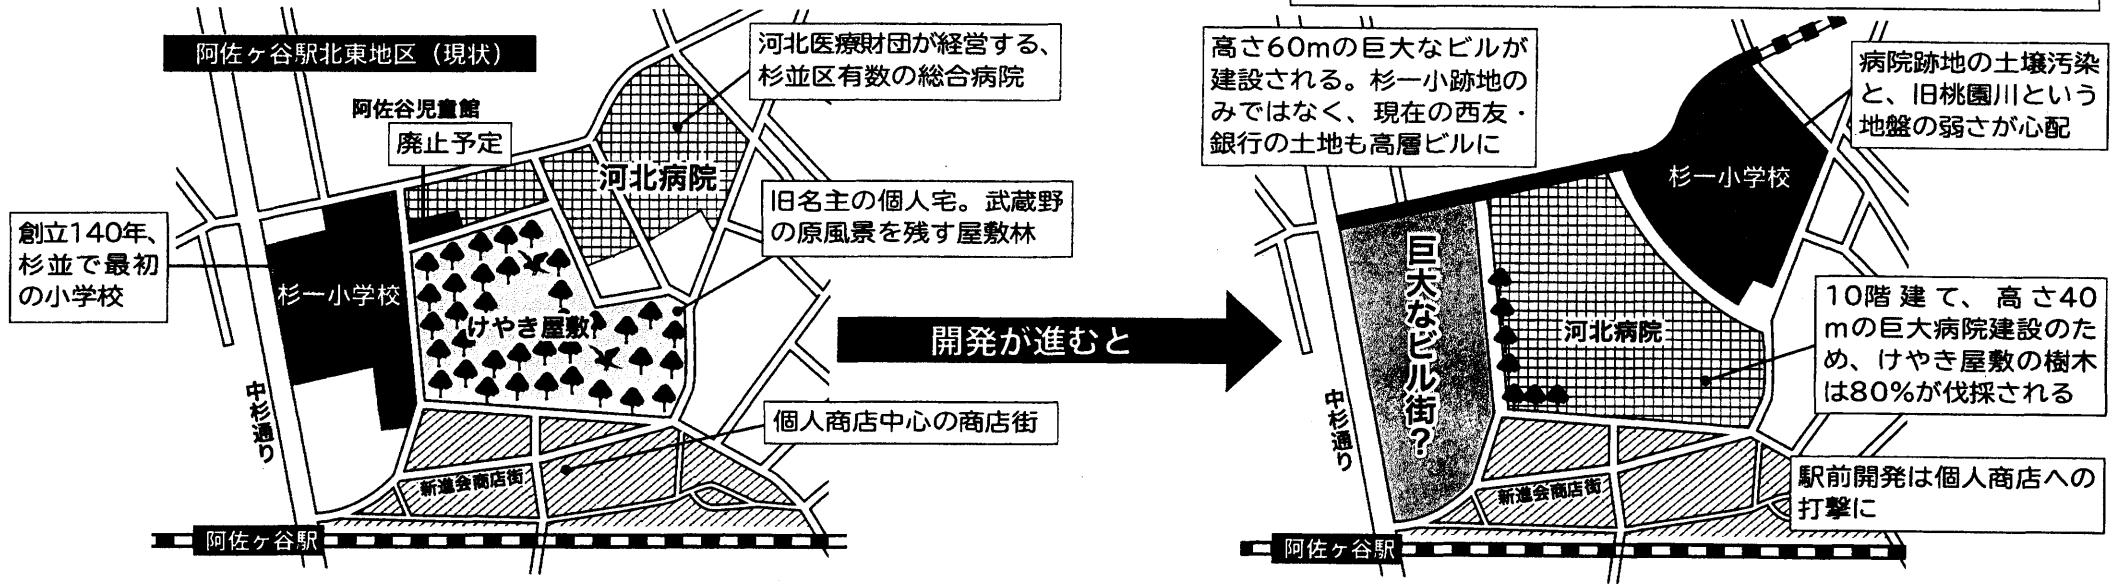 阿佐ヶ谷駅北東地区（現状）
阿佐谷児童館
廃止予定
河北医療財団が経営する、
杉並区有数の総合病院
河北病院
旧名主の個人宅。武蔵野
の原風景を残す屋敷林
創立140年、
杉並で最初
の小学校
杉一小学校
けやき屋敷
個人商店中心の商店街
中杉通り
新進会商店街
阿佐ヶ谷駅
開発が進むと
高さ60mの巨大なビルが
建設される。杉一小跡地の
みではなく、現在の西友・
銀行の土地も高層ビルに
病院跡地の土壌汚染
と、旧桃園川という
地盤の弱さが心配
杉一小学校
巨大なビル街？
河北病院
10階建て、高さ40
mの巨大病院建設のた
め、けやき屋敷の樹木
は80%が伐採される
中杉通り
新進会商店街
駅前開発は個人商店への
打撃に
阿佐ヶ谷駅